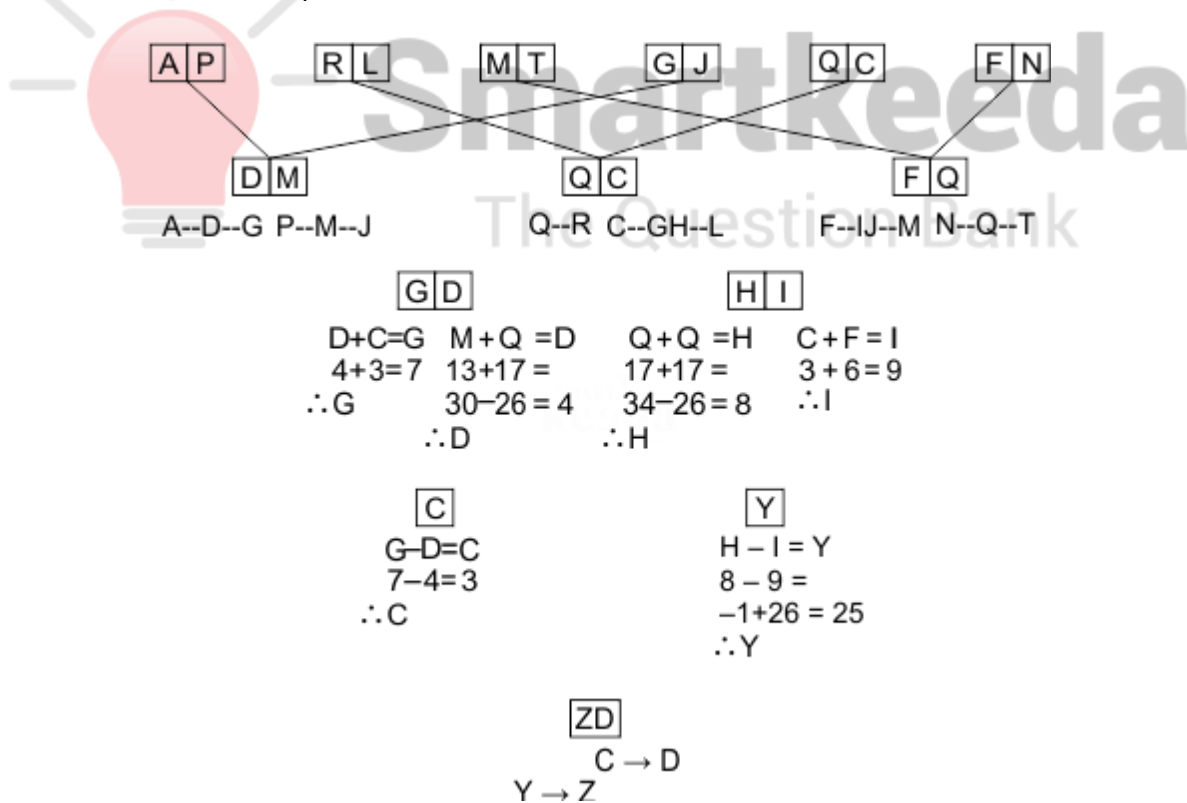 Smartkeeda
The Question Bank
A P R L M T G J Q C F N
D M Q C F Q
A--D--G P--M--J Q--R C--GH--L F--IJ--M N--Q--T
G D H I
D+C=G M+Q =D Q+Q =H C+F=I
4+3=7 13+17 = 17+17 = 3+6=9
∴G 30–26=4 34–26=8 ∴I
∴D ∴H
C Y
G–D=C H – I = Y
7–4=3 8 – 9 =
∴C –1+26 = 25
∴Y
ZD
C → D
Y → Z